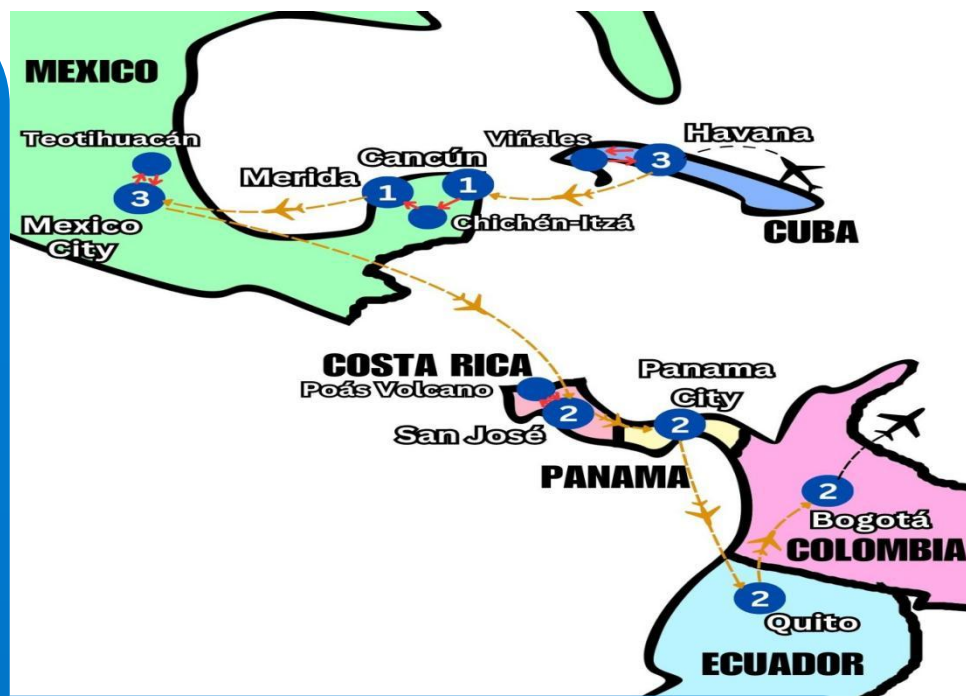 MEXICO
Teotihuacán
3
Mexico
City
Merida
1
Cancún
1
Chichén-Itzá
Viñales
Havana
3
CUBA
COSTA RICA
Poás Volcano
San José
2
Panama
City
2
PANAMA
2
Bogotá
COLOMBIA
2
Quito
ECUADOR